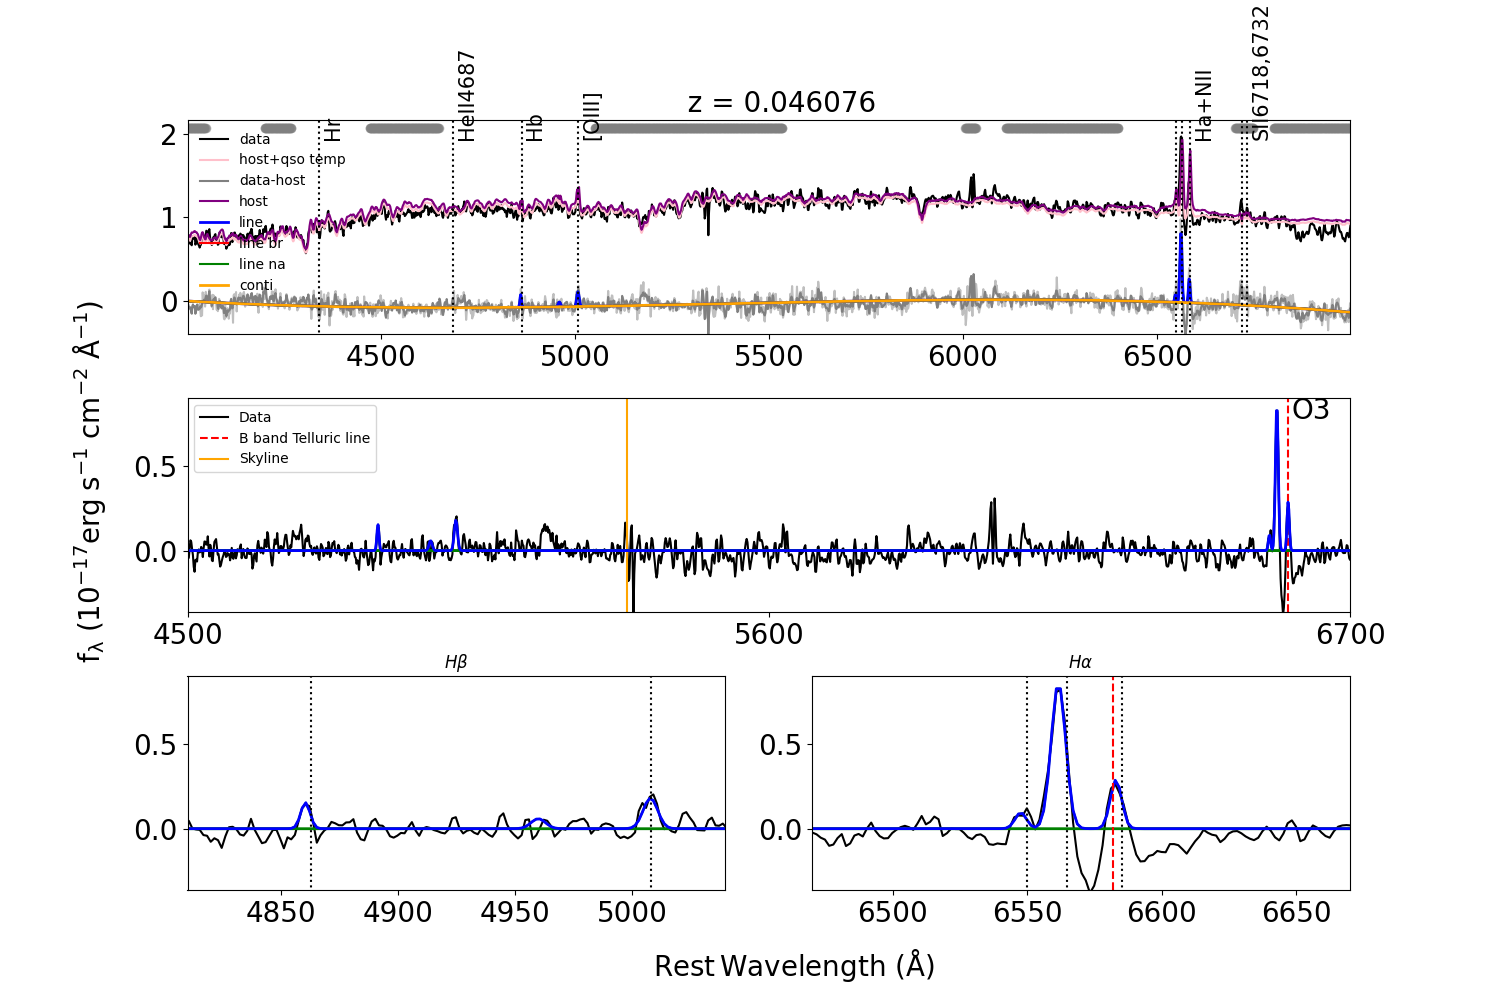 z = 0.046076
Hr
HeII4687
Hb
[OIII]
Ha+NII
SII6718,6732
data
host+qso temp
data-host
host
line
line br
line na
conti
2
1
0
4500 5000 5500 6000 6500
Data
B band Telluric line
Skyline
O3
0.5
0.0
4500 5600 6700
fλ (10⁻¹⁷erg s⁻¹ cm⁻² Å⁻¹)
Hβ
0.5
0.0
4850 4900 4950 5000
Hα
0.5
0.0
6500 6550 6600 6650
Rest Wavelength (Å)